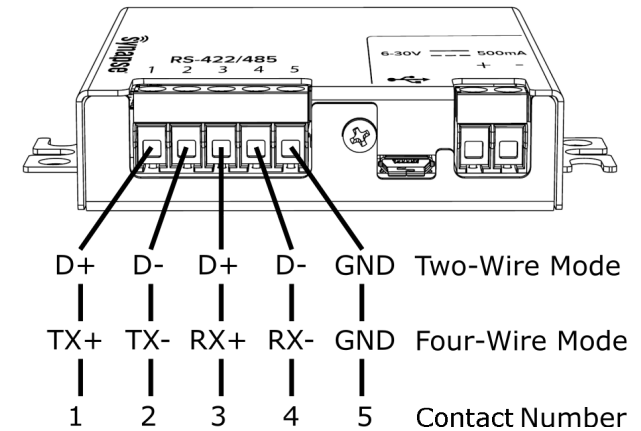 synapse
RS-422/485
1 2 3 4 5
6-30V 500mA
+ -
D+ D- D+ D- GND Two-Wire Mode
TX+ TX- RX+ RX- GND Four-Wire Mode
1 2 3 4 5 Contact Number